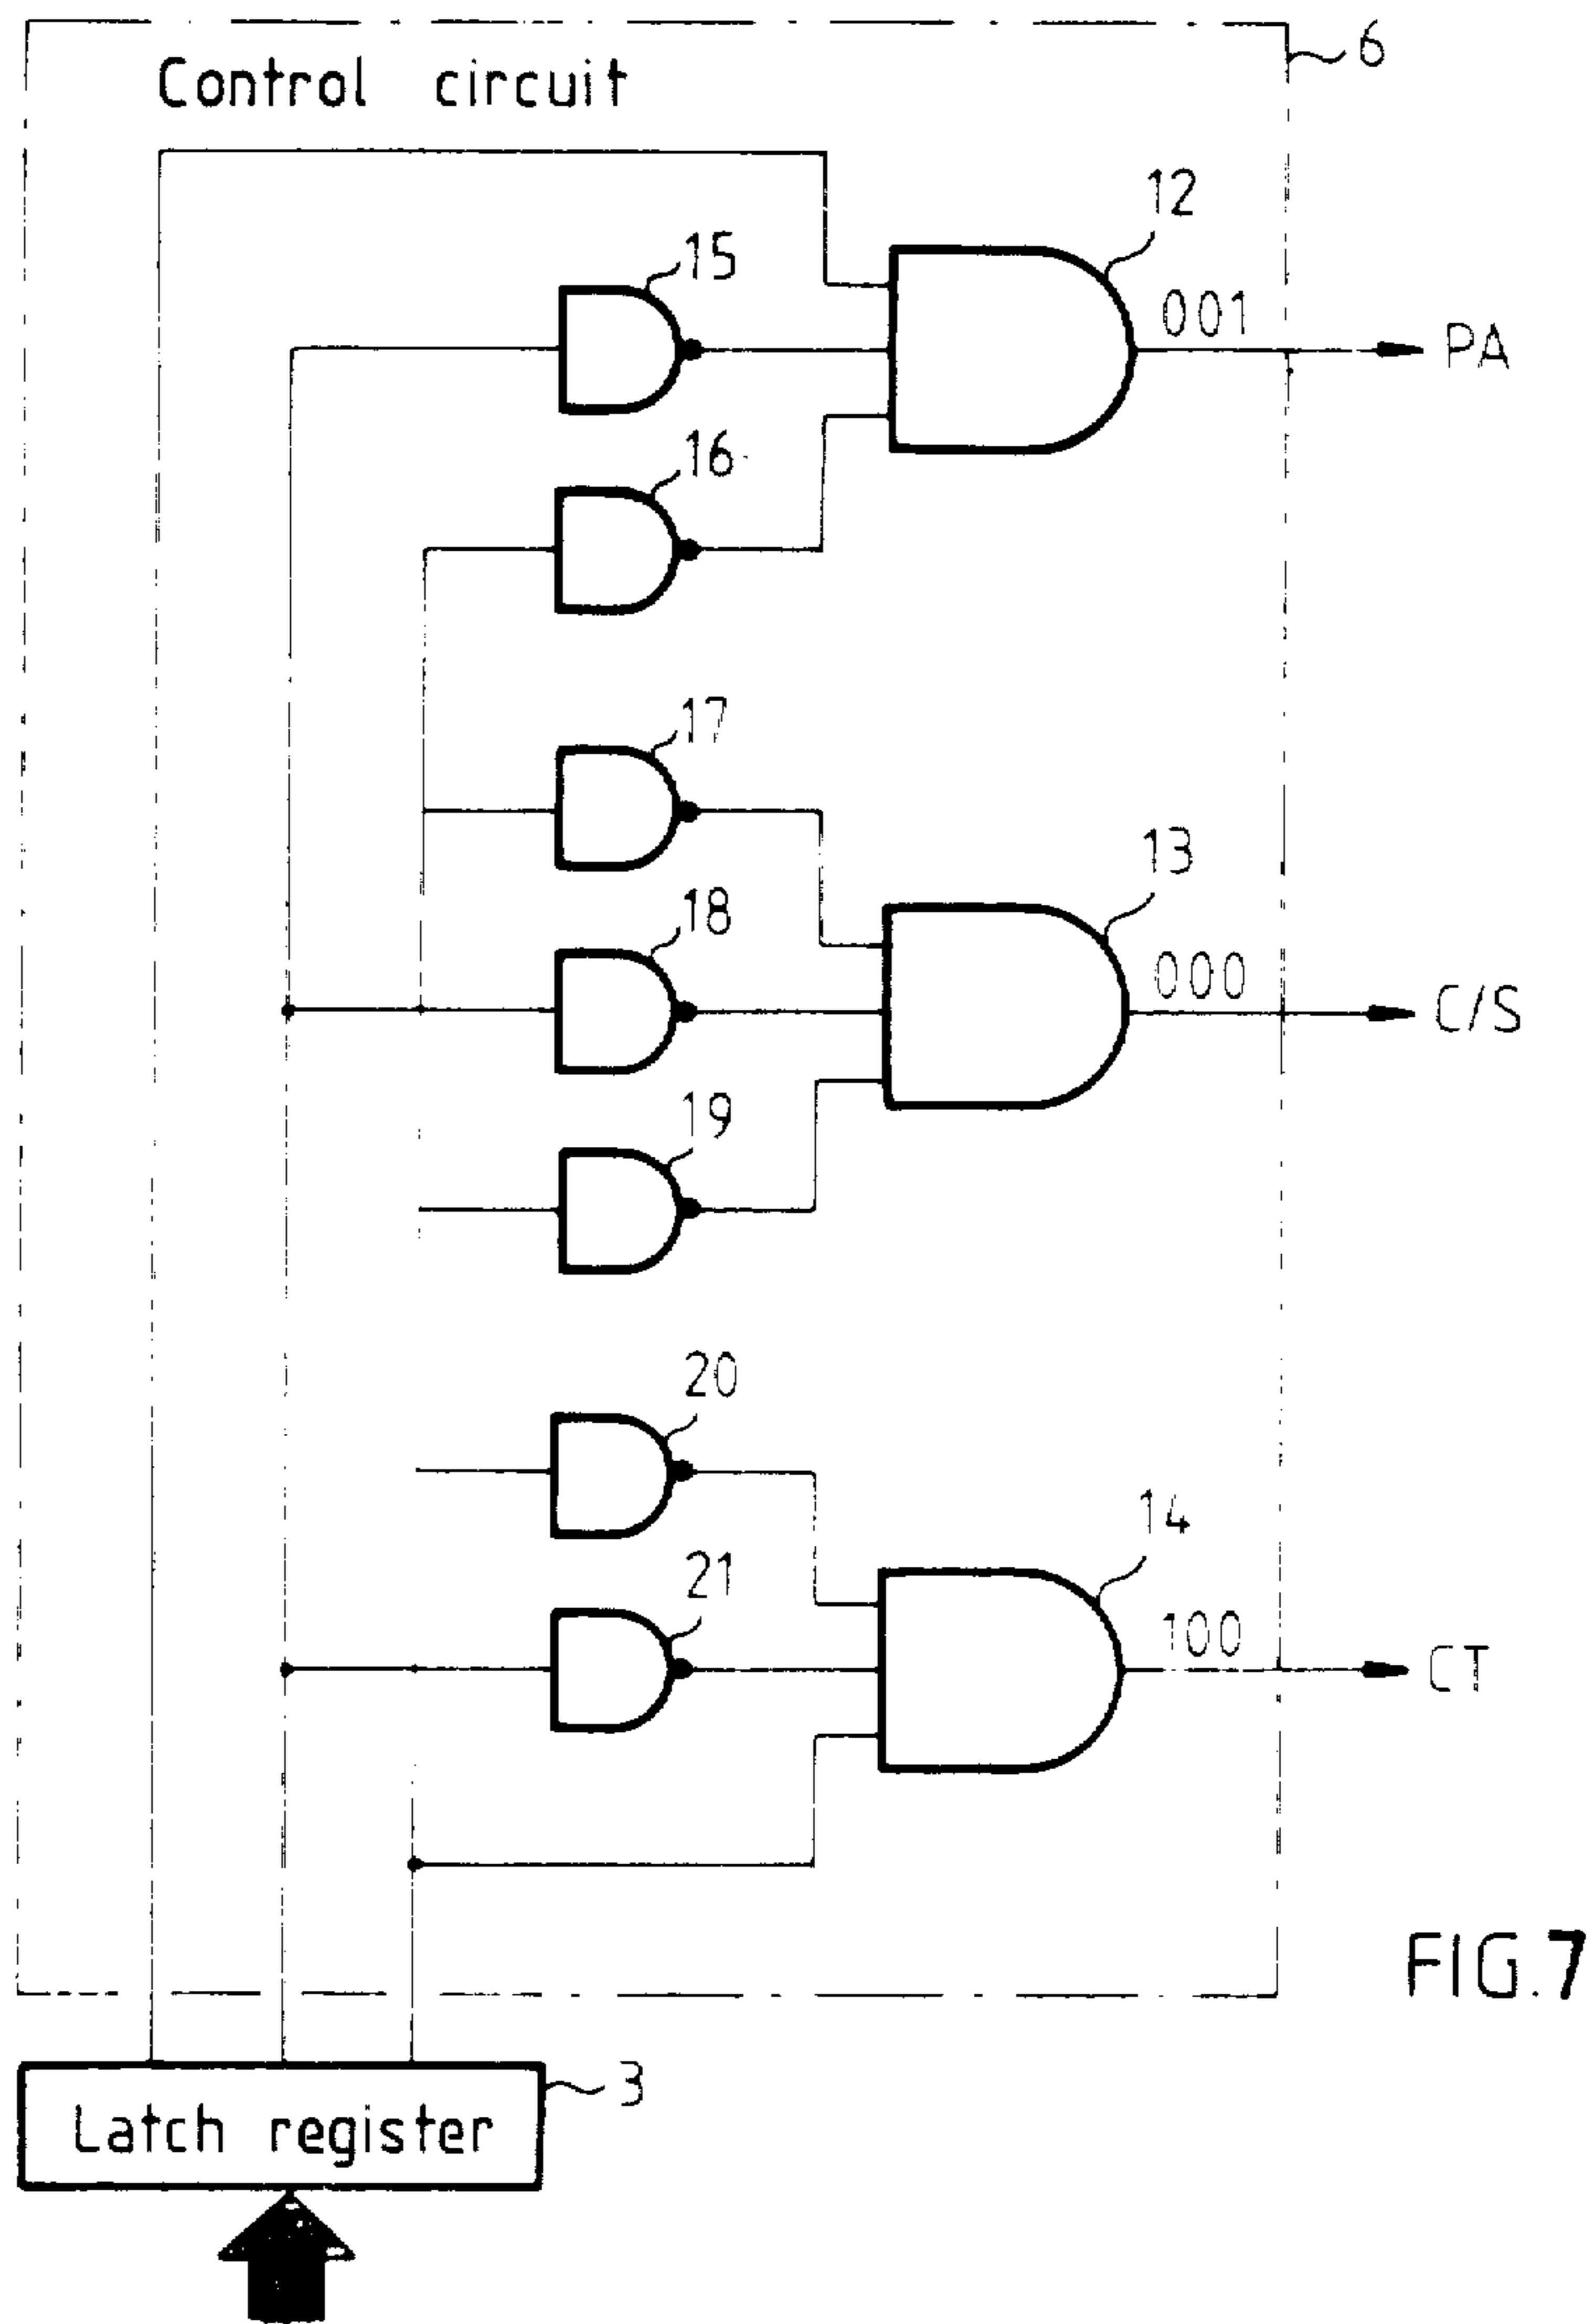 6
Control circuit
12
15
001
PA
16
17
13
18
000
C/S
19
20
14
21
100
CT
FIG.7
3
Latch register